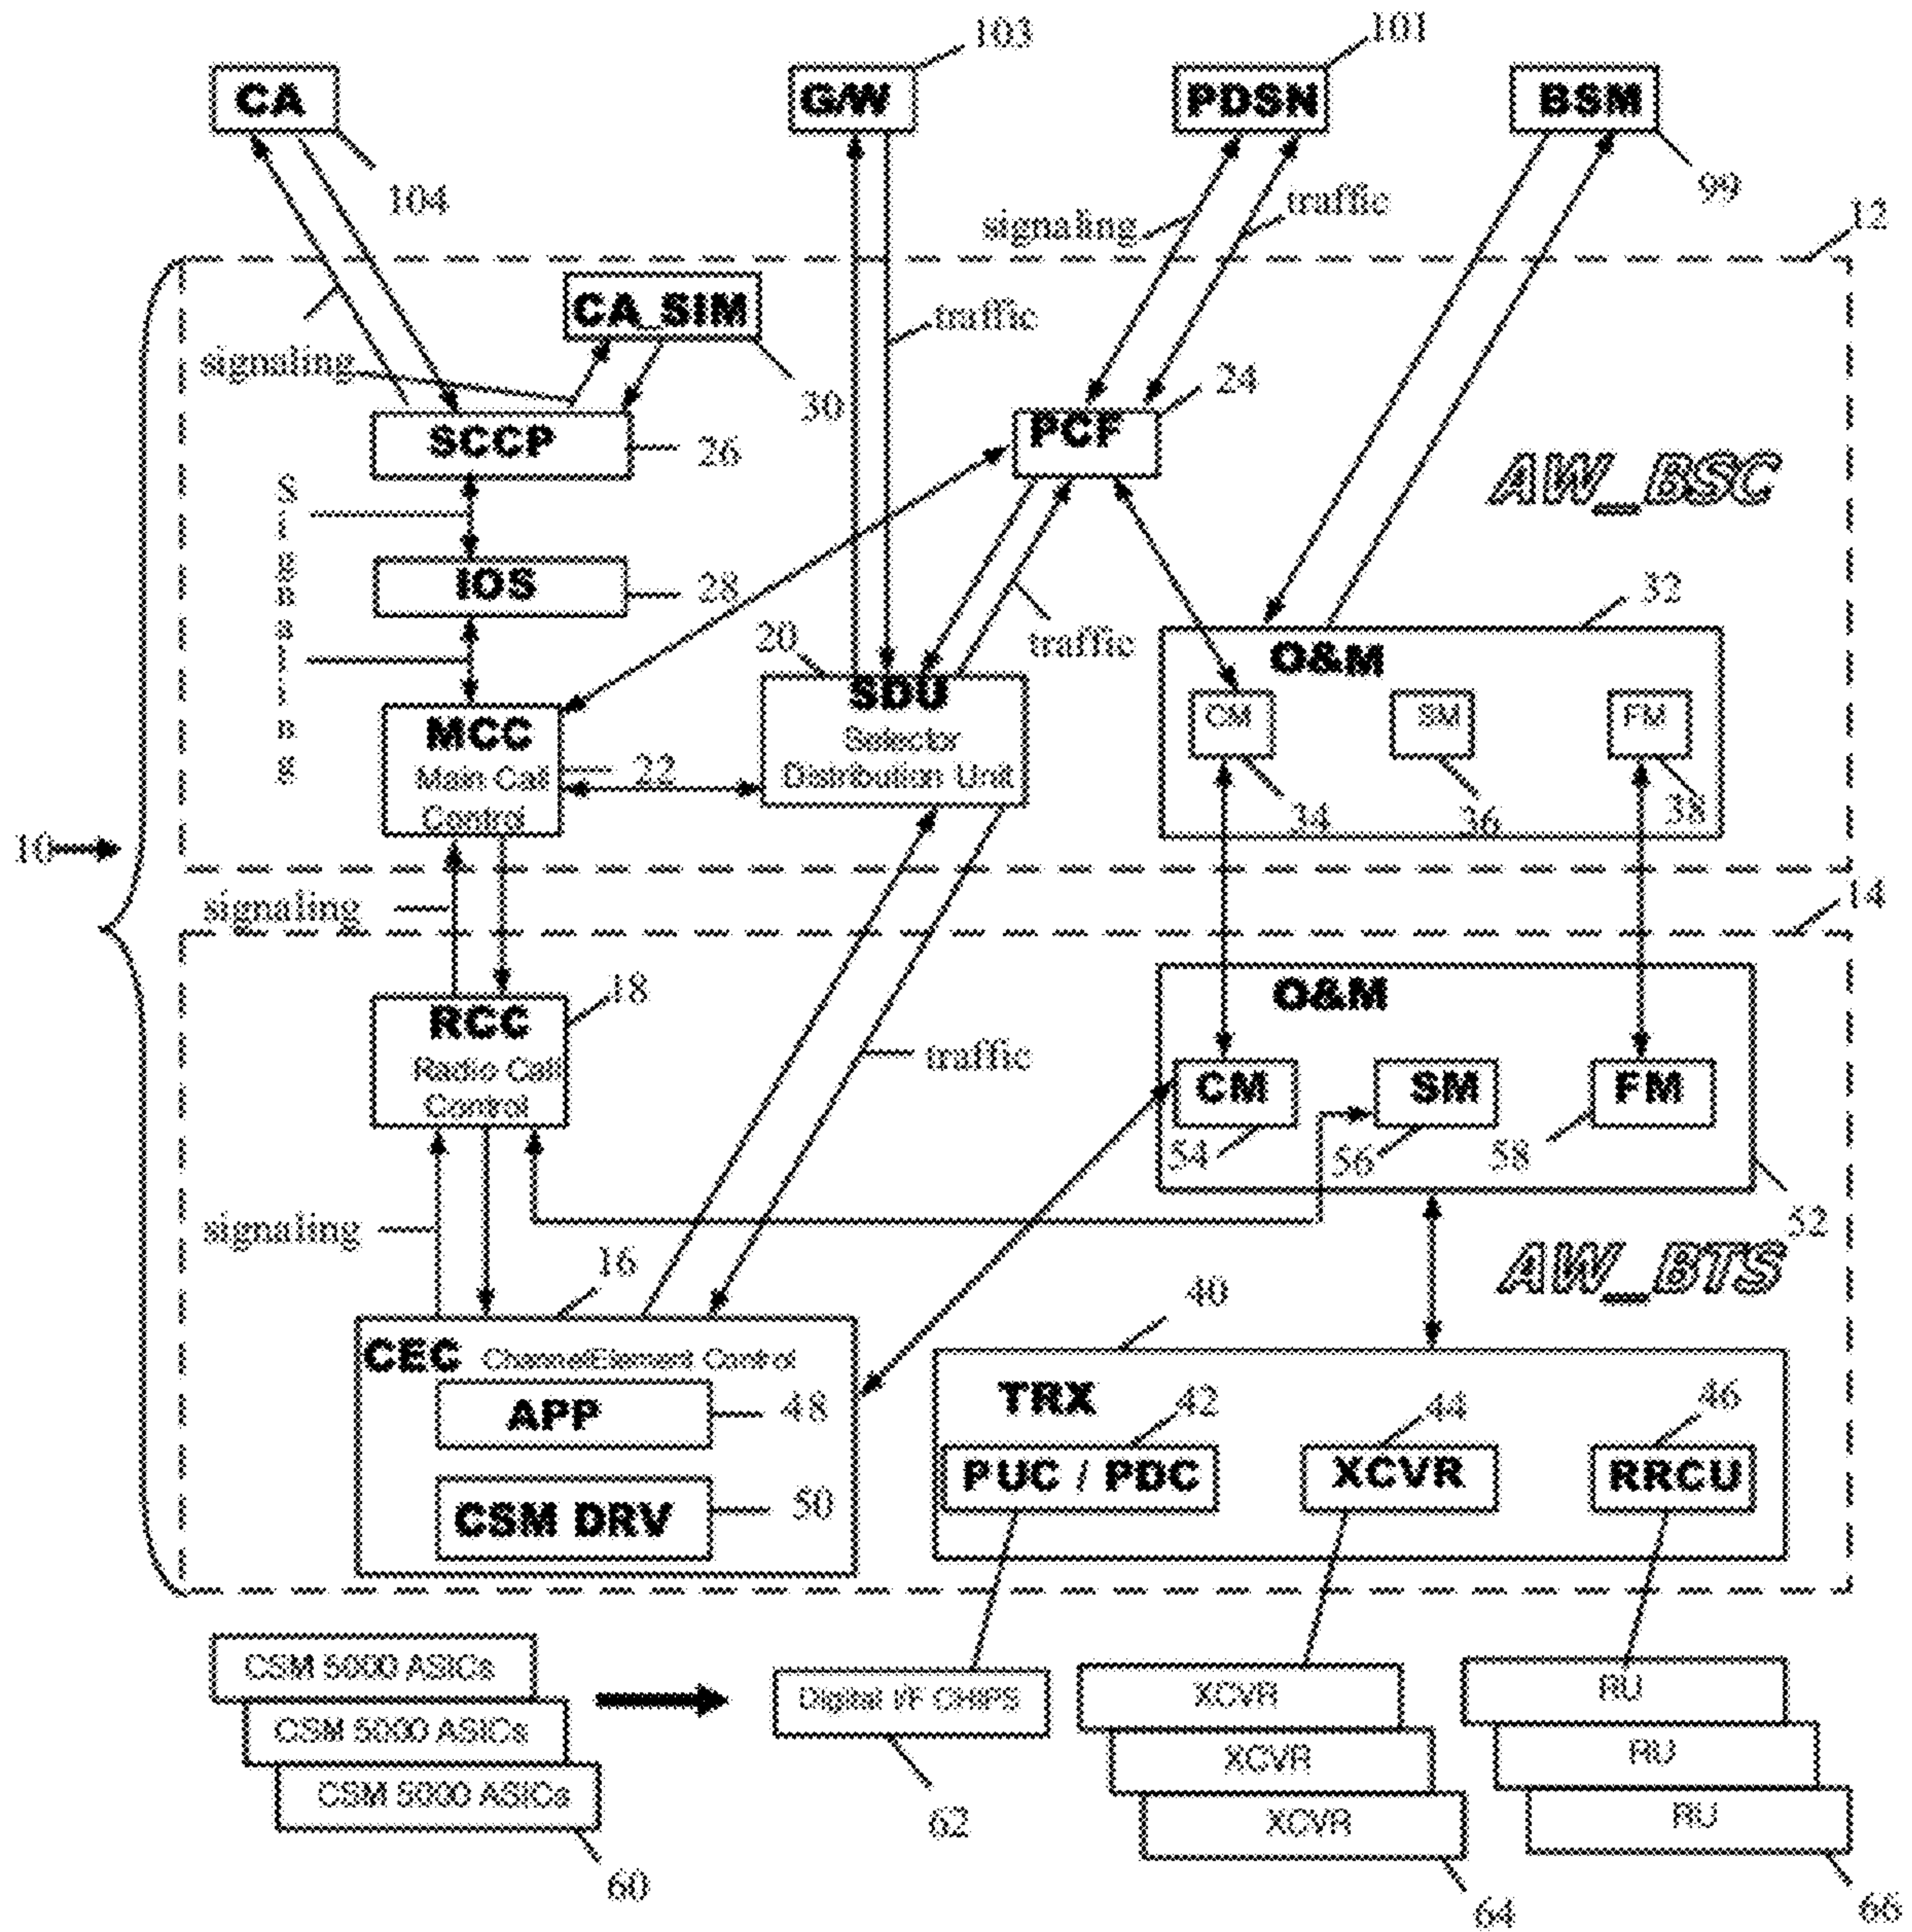 103
101
CA
G/W
PDSN
BSM
104
99
signaling
traffic
12
CA_SIM
traffic
signaling
30
24
SCCP
26
PCF
AW_BSC
Signaling
IOS
28
20
32
traffic
O&M
SDU
Selector
Distribution Unit
CM
SM
FM
MCC
Main Call
Control
22
34
36
38
10
signaling
14
18
O&M
RCC
Radio Call
Control
traffic
CM
SM
FM
54
56
58
signaling
52
16
AW_BTS
40
CEC ChannelElement Control
APP
48
TRX
42
44
46
PUC / PDC
XCVR
RRCU
CSM DRV
50
CSM 5000 ASICs
CSM 5000 ASICs
CSM 5000 ASICs
Digital I/F CHIPS
XCVR
XCVR
XCVR
RU
RU
RU
60
62
64
66